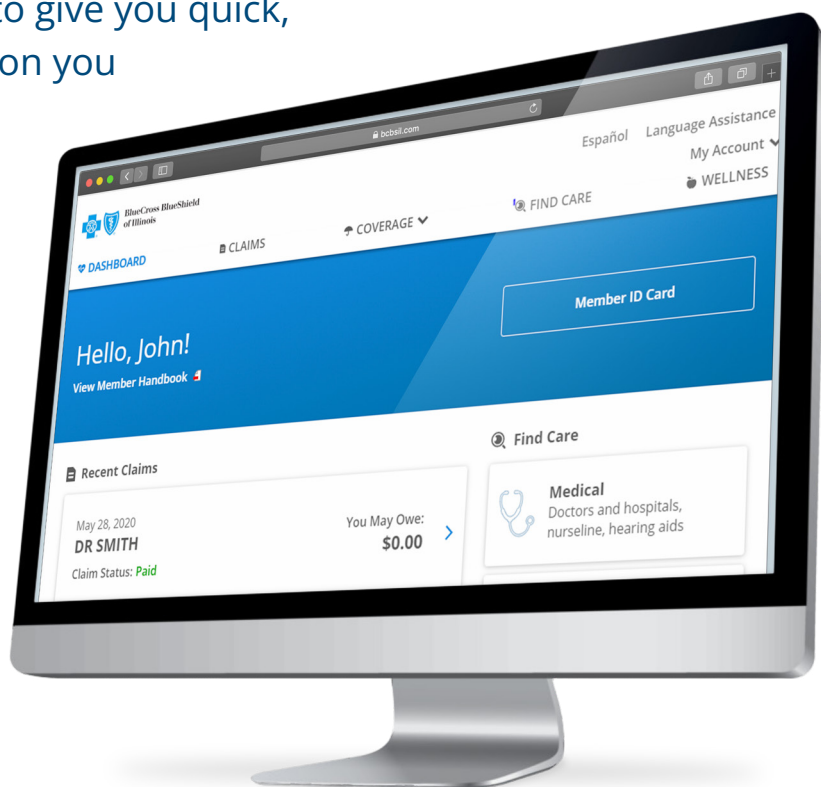 to give you quick,
on you
bcbsil.com
Español Language Assistance
My Account
BlueCross BlueShield
of Illinois
DASHBOARD
CLAIMS
COVERAGE
FIND CARE
WELLNESS
Hello, John!
View Member Handbook
Member ID Card
Recent Claims
May 28, 2020
DR SMITH
Claim Status: Paid
You May Owe:
$0.00
Find Care
Medical
Doctors and hospitals,
nurseline, hearing aids